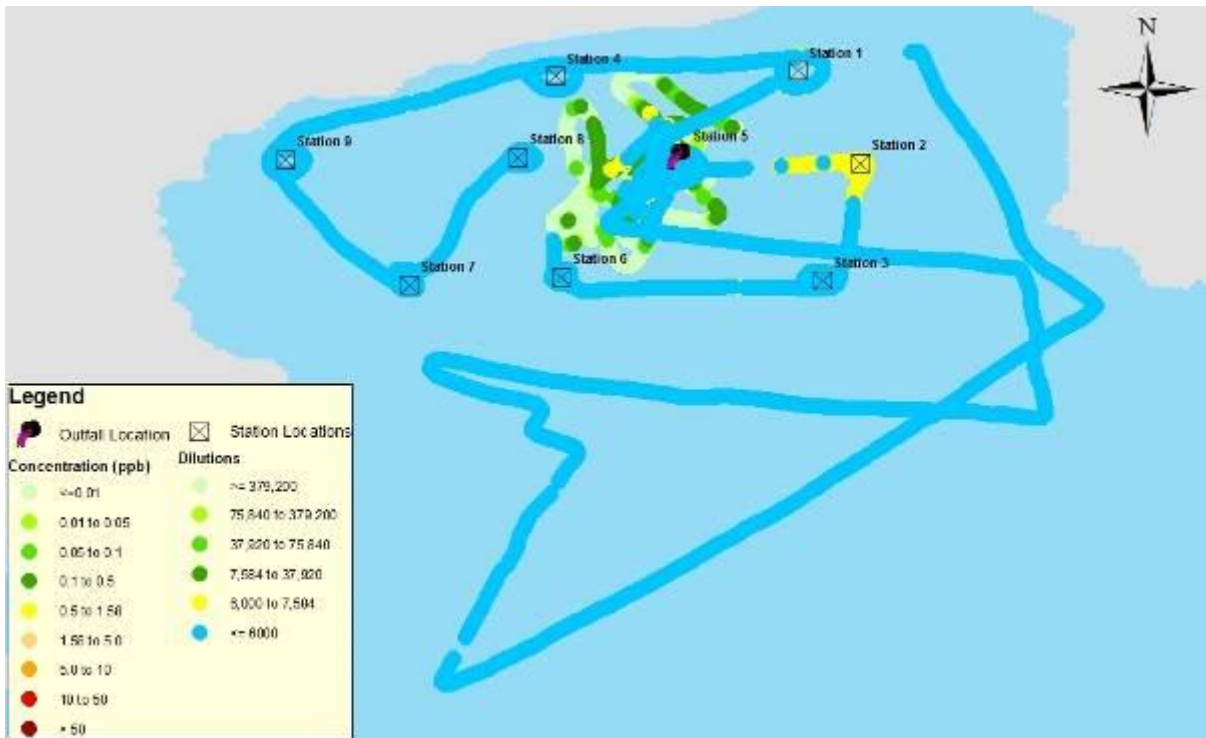 N
Station 4
Station 1
Station 9
Station 8
Station 5
Station 2
Station 7
Station 6
Station 3
Legend
Outfall Location
Station Locations
Concentration (ppb)
<=0.01
0.01 to 0.05
0.05 to 0.1
0.1 to 0.5
0.5 to 1.58
1.58 to 5.0
5.0 to 10
10 to 50
> 50
Dilutions
>= 379,200
75,840 to 379,200
37,920 to 75,840
7,584 to 37,920
6,000 to 7,584
<= 6000